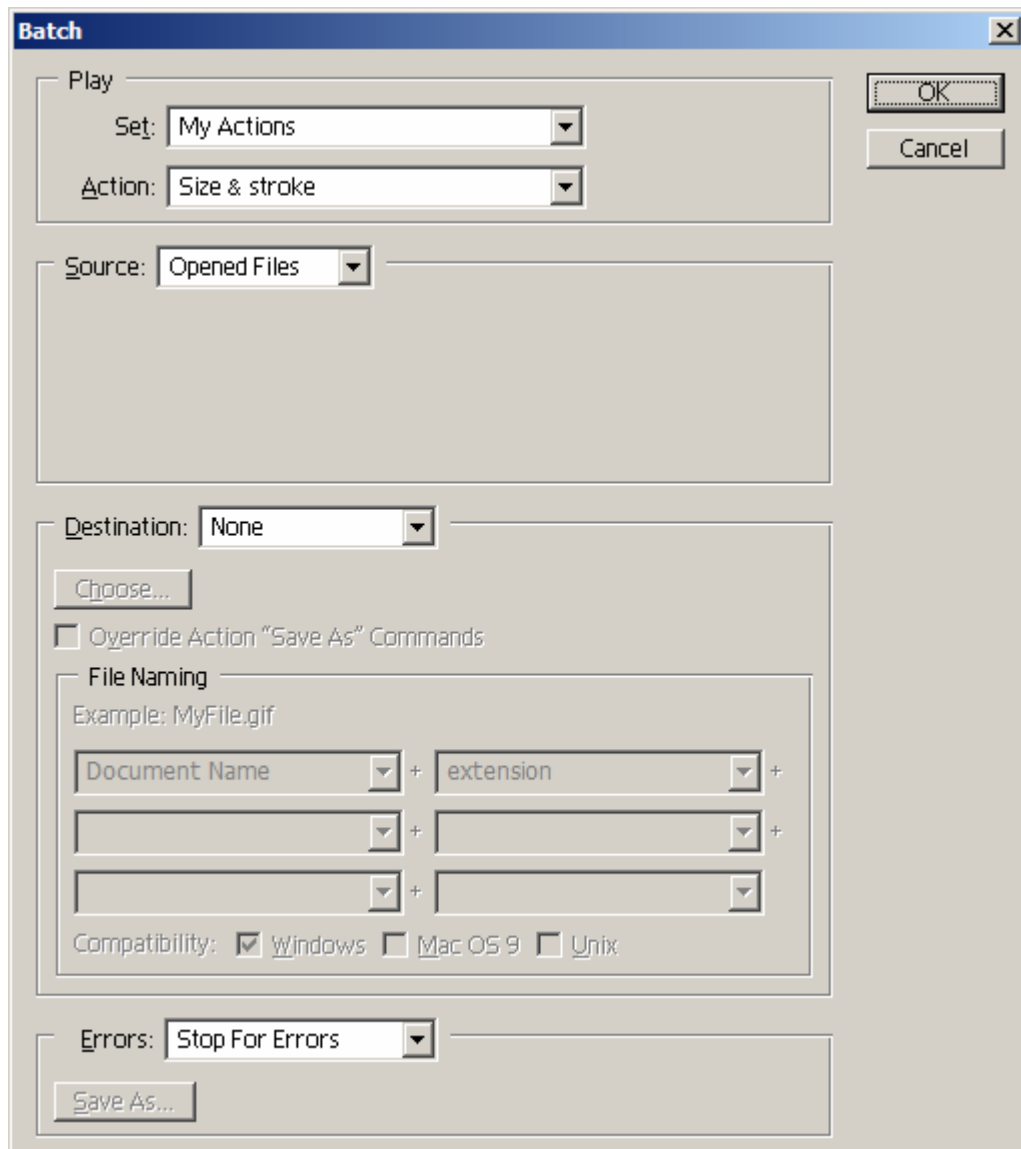 Batch
Play
OK
Set: My Actions
Cancel
Action: Size & stroke
Source: Opened Files
Destination: None
Choose...
Override Action "Save As" Commands
File Naming
Example: MyFile.gif
Document Name + extension +
+ +
+
Compatibility: Windows Mac OS 9 Unix
Errors: Stop For Errors
Save As...